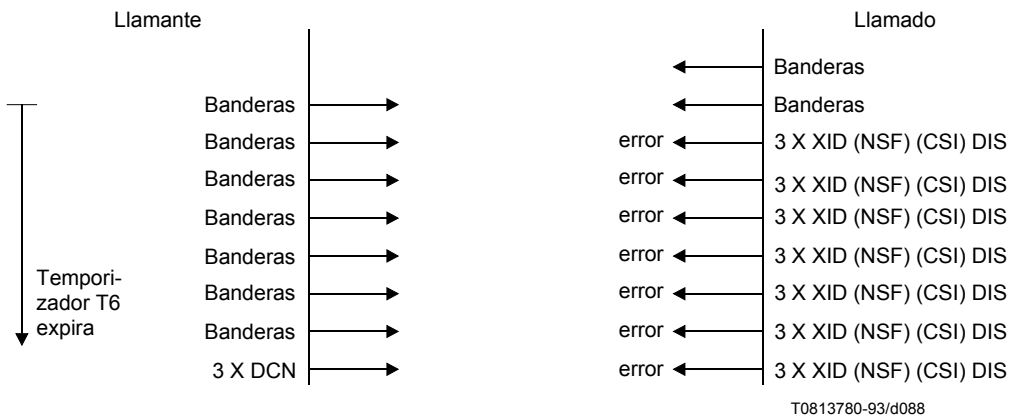 Llamante Llamado
Banderas
Banderas Banderas
Banderas error 3 X XID (NSF) (CSI) DIS
Banderas error 3 X XID (NSF) (CSI) DIS
Banderas error 3 X XID (NSF) (CSI) DIS
Banderas error 3 X XID (NSF) (CSI) DIS
Tempori-
zador T6
expira
Banderas error 3 X XID (NSF) (CSI) DIS
Banderas error 3 X XID (NSF) (CSI) DIS
3 X DCN error 3 X XID (NSF) (CSI) DIS
T0813780-93/d088